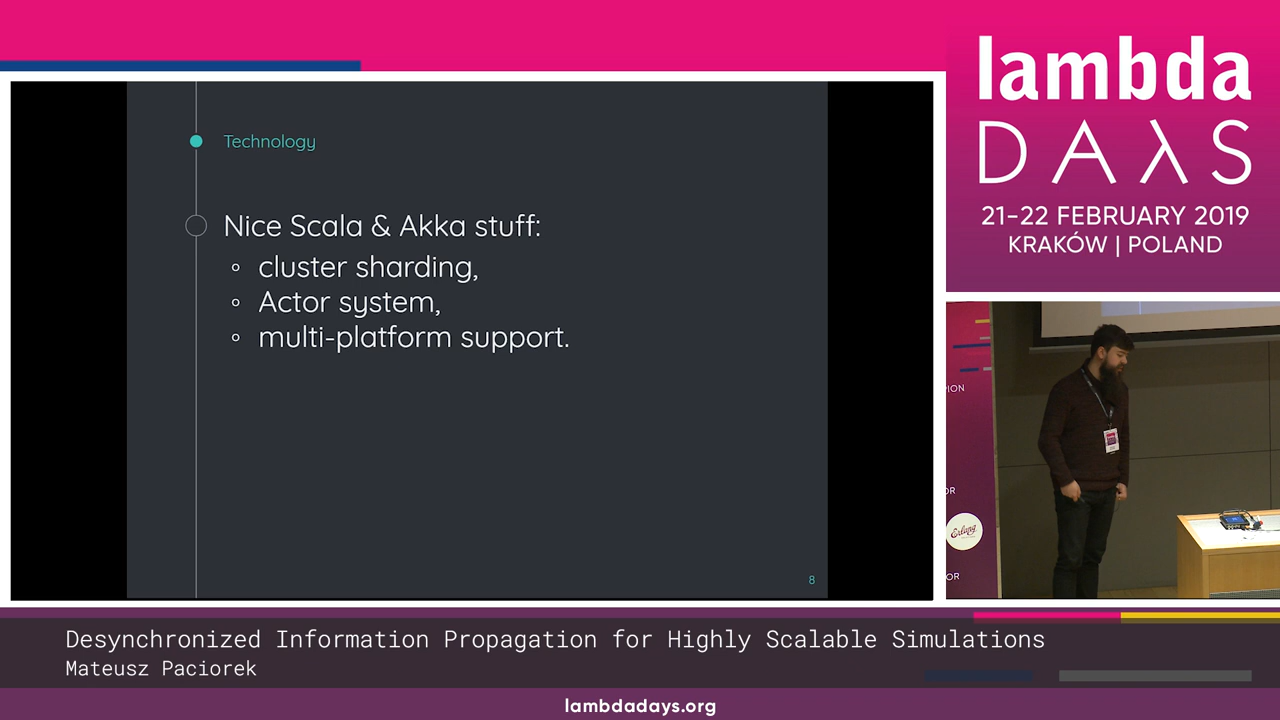 lambda
DAλS
21-22 FEBRUARY 2019
KRAKÓW | POLAND
Technology
Nice Scala & Akka stuff:
cluster sharding,
Actor system,
multi-platform support.
8
Erlang
Desynchronized Information Propagation for Highly Scalable Simulations
Mateusz Paciorek
lambdadays.org